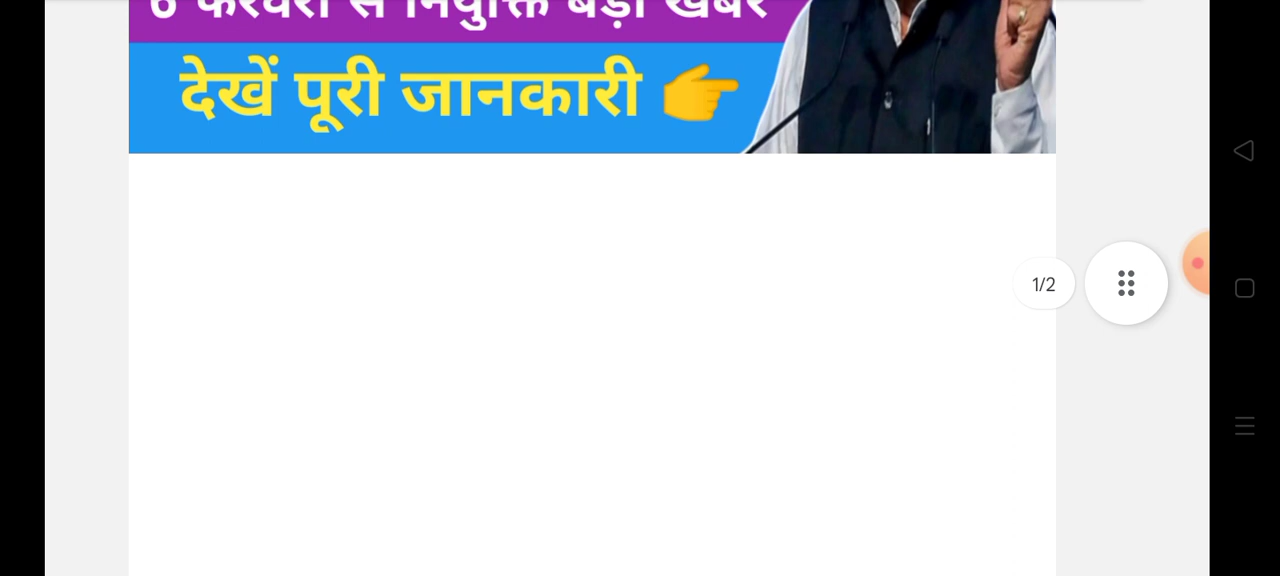 6 फरवरी से नियुक्ति बड़ी खबर
देखें पूरी जानकारी 👉
1/2